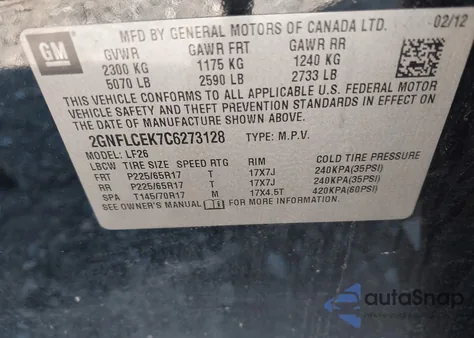 GM
MFD BY GENERAL MOTORS OF CANADA LTD. 02/12
GVWR GAWR FRT GAWR RR
2300 KG 1175 KG 1240 KG
5070 LB 2590 LB 2733 LB
THIS VEHICLE CONFORMS TO ALL APPLICABLE U.S. FEDERAL MOTOR
VEHICLE SAFETY, BUMPER, AND THEFT PREVENTION STANDARDS IN EFFECT
ON THE DATE OF MANUFACTURE SHOWN ABOVE.
2GNFLCEK7C6273128 TYPE: M.P.V.
MODEL: LF26
LBCW TIRE SIZE SPEED RTG RIM COLD TIRE PRESSURE
FRT P225/65R17 T 17X7J 240KPA(35PSI)
RR P225/65R17 T 17X7J 240KPA(35PSI)
SPA T145/70R17 M 17X4.5T 420KPA(60PSI)
SEE OWNER'S MANUAL FOR MORE INFORMATION
autoSnap